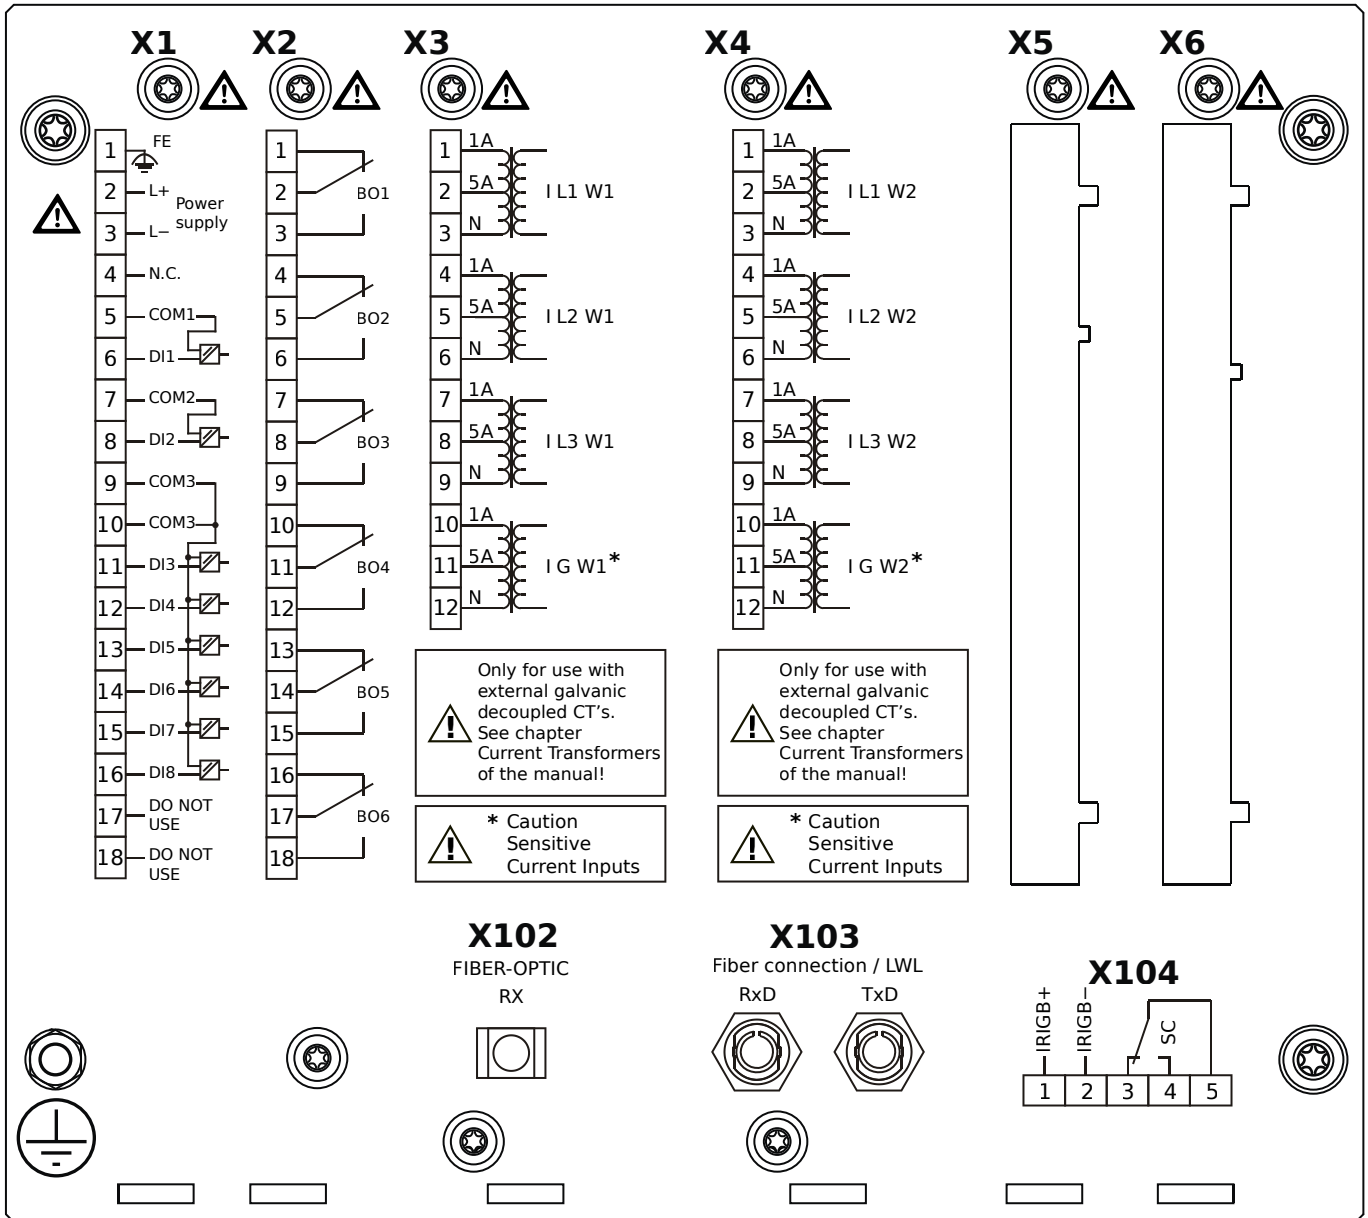 X1
X2
X3
X4
X5
X6
1
FE
2
L+
Power
supply
3
L−
4
N.C.
5
COM1
6
DI1
7
COM2
8
DI2
9
COM3
10
COM3
11
DI3
12
DI4
13
DI5
14
DI6
15
DI7
16
DI8
17
DO NOT
USE
18
DO NOT
USE
1
2
BO1
3
4
5
BO2
6
7
8
BO3
9
10
11
BO4
12
13
14
BO5
15
16
17
BO6
18
1
1A
2
5A
I L1 W1
3
N
4
1A
5
5A
I L2 W1
6
N
7
1A
8
5A
I L3 W1
9
N
10
1A
11
5A
I G W1*
12
N
Only for use with
external galvanic
decoupled CT's.
See chapter
Current Transformers
of the manual!
* Caution
Sensitive
Current Inputs
1
1A
2
5A
I L1 W2
3
N
4
1A
5
5A
I L2 W2
6
N
7
1A
8
5A
I L3 W2
9
N
10
1A
11
5A
I G W2*
12
N
Only for use with
external galvanic
decoupled CT's.
See chapter
Current Transformers
of the manual!
* Caution
Sensitive
Current Inputs
X102
FIBER-OPTIC
RX
X103
Fiber connection / LWL
RxD
TxD
X104
IRIGB+
IRIGB−
SC
1
2
3
4
5